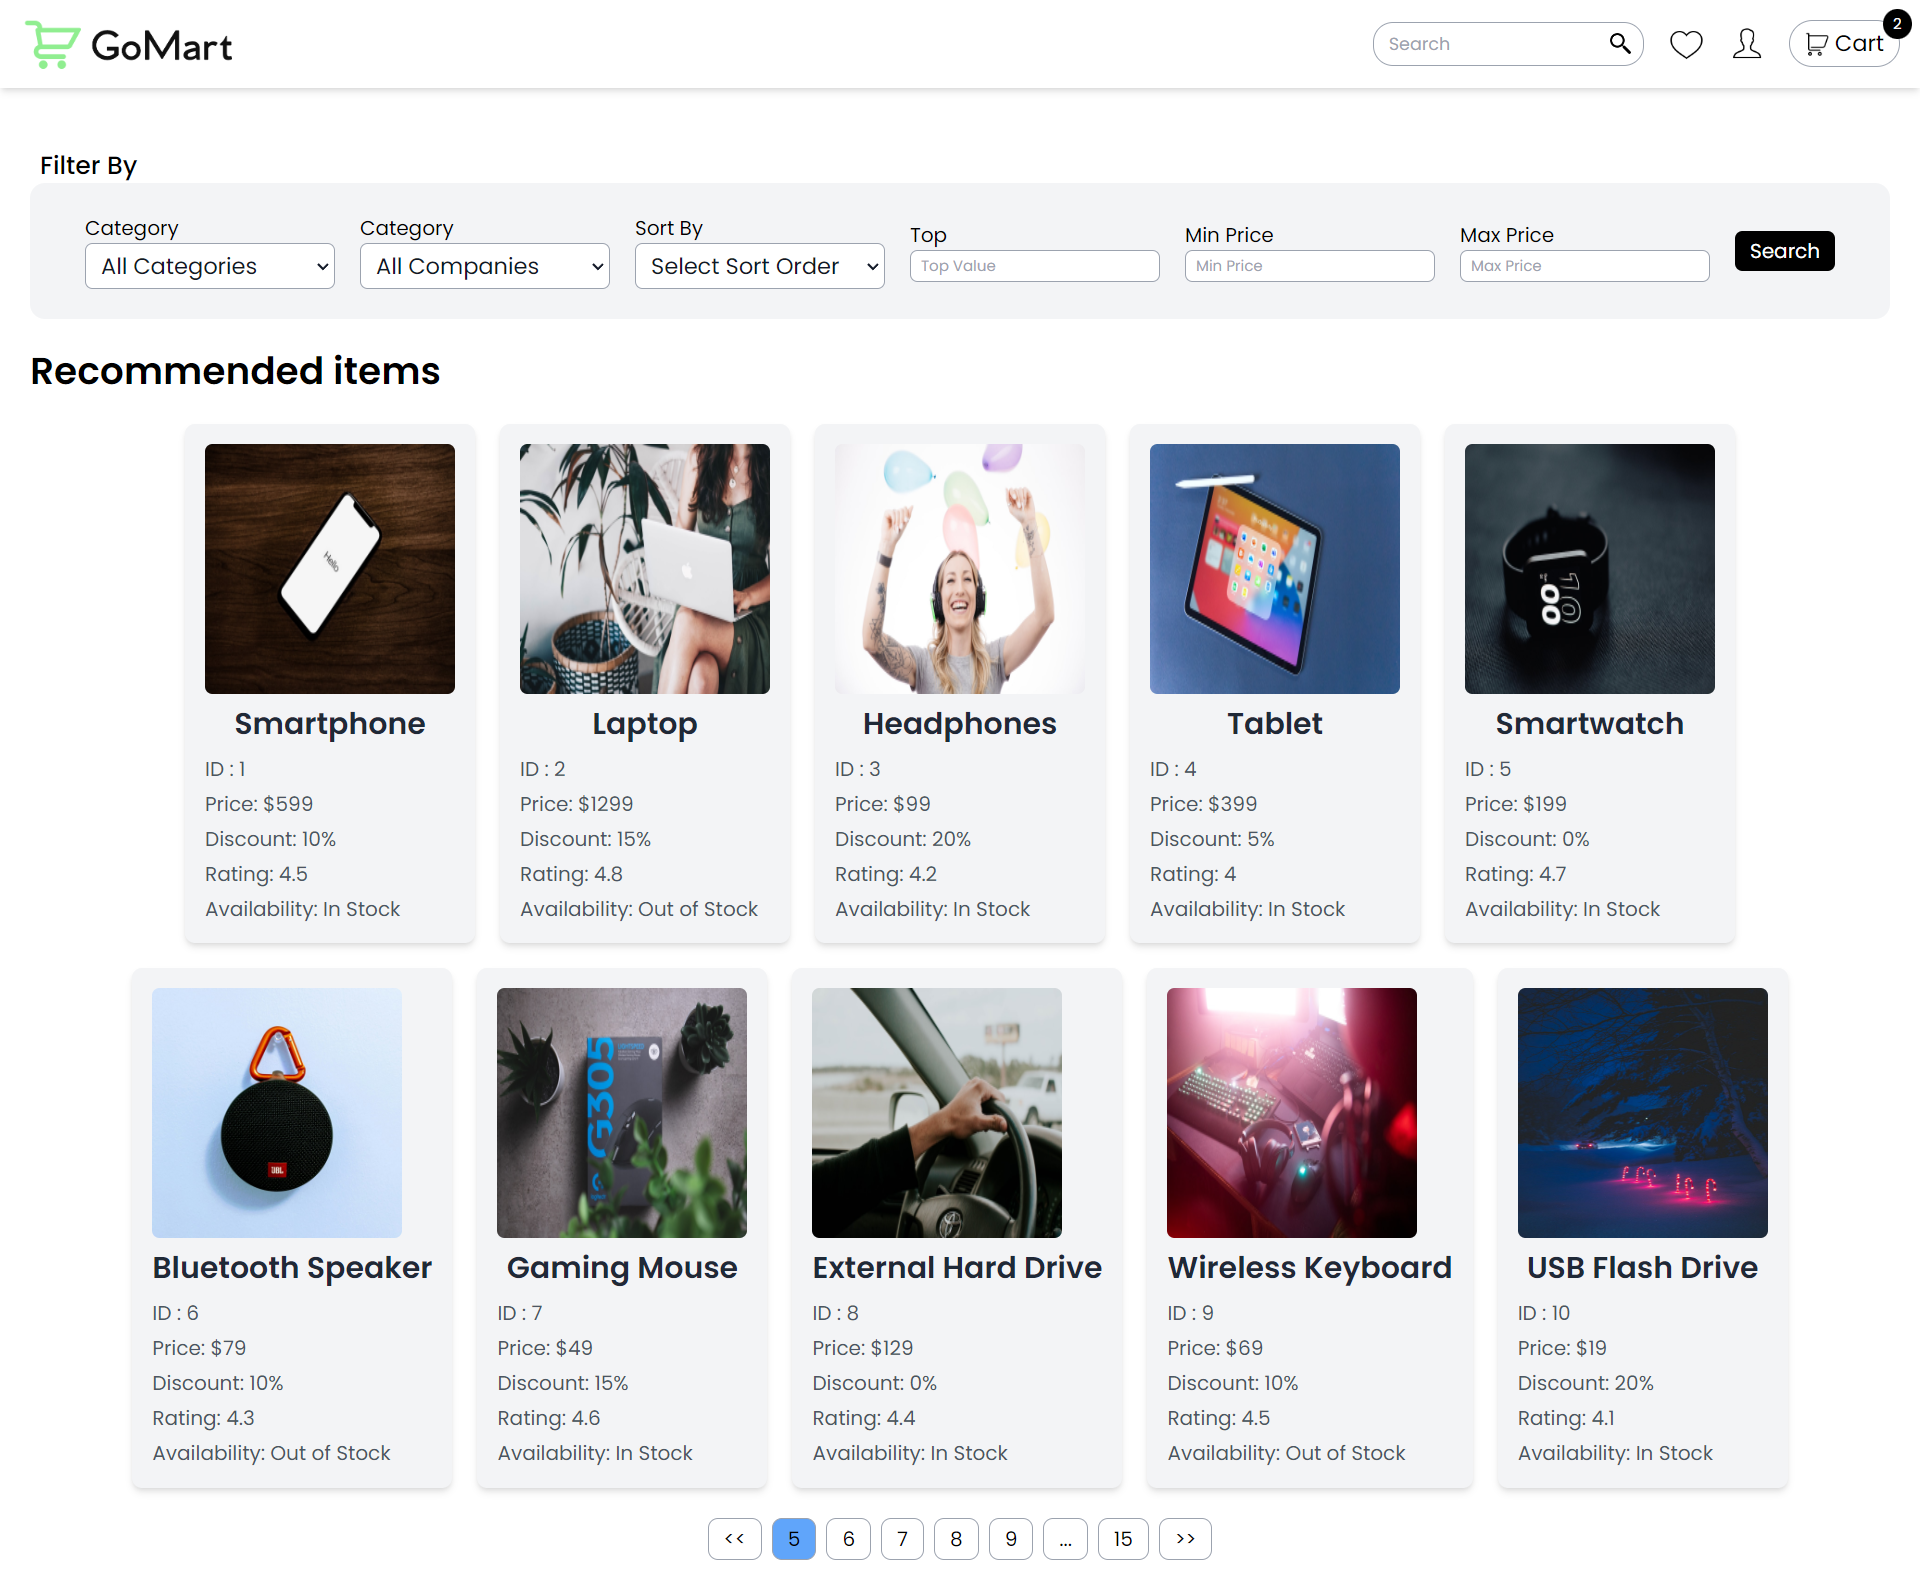 GoMart
Search
Cart
2
Filter By
Category
All Categories
Category
All Companies
Sort By
Select Sort Order
Top
Top Value
Min Price
Min Price
Max Price
Max Price
Search
Recommended items
Hello
Smartphone
ID : 1
Price: $599
Discount: 10%
Rating: 4.5
Availability: In Stock
Laptop
ID : 2
Price: $1299
Discount: 15%
Rating: 4.8
Availability: Out of Stock
Headphones
ID : 3
Price: $99
Discount: 20%
Rating: 4.2
Availability: In Stock
Tablet
ID : 4
Price: $399
Discount: 5%
Rating: 4
Availability: In Stock
10
00
Smartwatch
ID : 5
Price: $199
Discount: 0%
Rating: 4.7
Availability: In Stock
JBL
Bluetooth Speaker
ID : 6
Price: $79
Discount: 10%
Rating: 4.3
Availability: Out of Stock
G305
Gaming Mouse
ID : 7
Price: $49
Discount: 15%
Rating: 4.6
Availability: In Stock
External Hard Drive
ID : 8
Price: $129
Discount: 0%
Rating: 4.4
Availability: In Stock
Wireless Keyboard
ID : 9
Price: $69
Discount: 10%
Rating: 4.5
Availability: Out of Stock
USB Flash Drive
ID : 10
Price: $19
Discount: 20%
Rating: 4.1
Availability: In Stock
<< 5 6 7 8 9 ... 15 >>